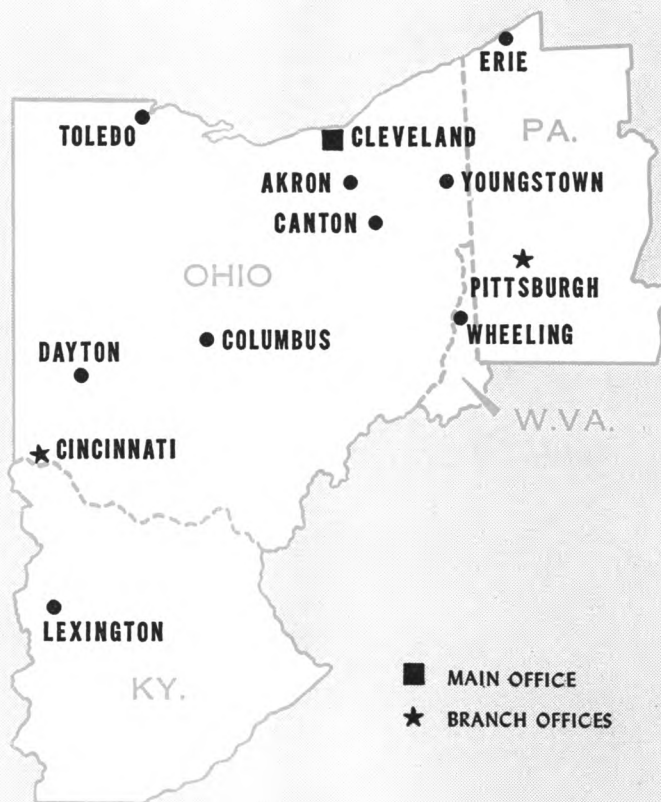 ERIE
PA.
TOLEDO
CLEVELAND
AKRON
YOUNGSTOWN
CANTON
OHIO
PITTSBURGH
WHEELING
COLUMBUS
DAYTON
W.VA.
CINCINNATI
LEXINGTON
KY.
MAIN OFFICE
BRANCH OFFICES